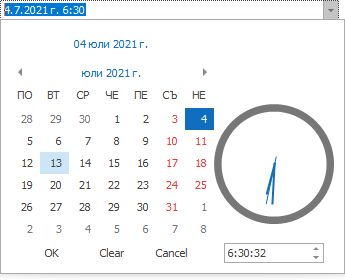 4.7.2021 г. 6:30
04 юли 2021 г.
юли 2021 г.
ПО ВТ СР ЧЕ ПЕ СЪ НЕ
28 29 30 1 2 3 4
5 6 7 8 9 10 11
12 13 14 15 16 17 18
19 20 21 22 23 24 25
26 27 28 29 30 31 1
2 3 4 5 6 7 8
OK Clear Cancel 6:30:32